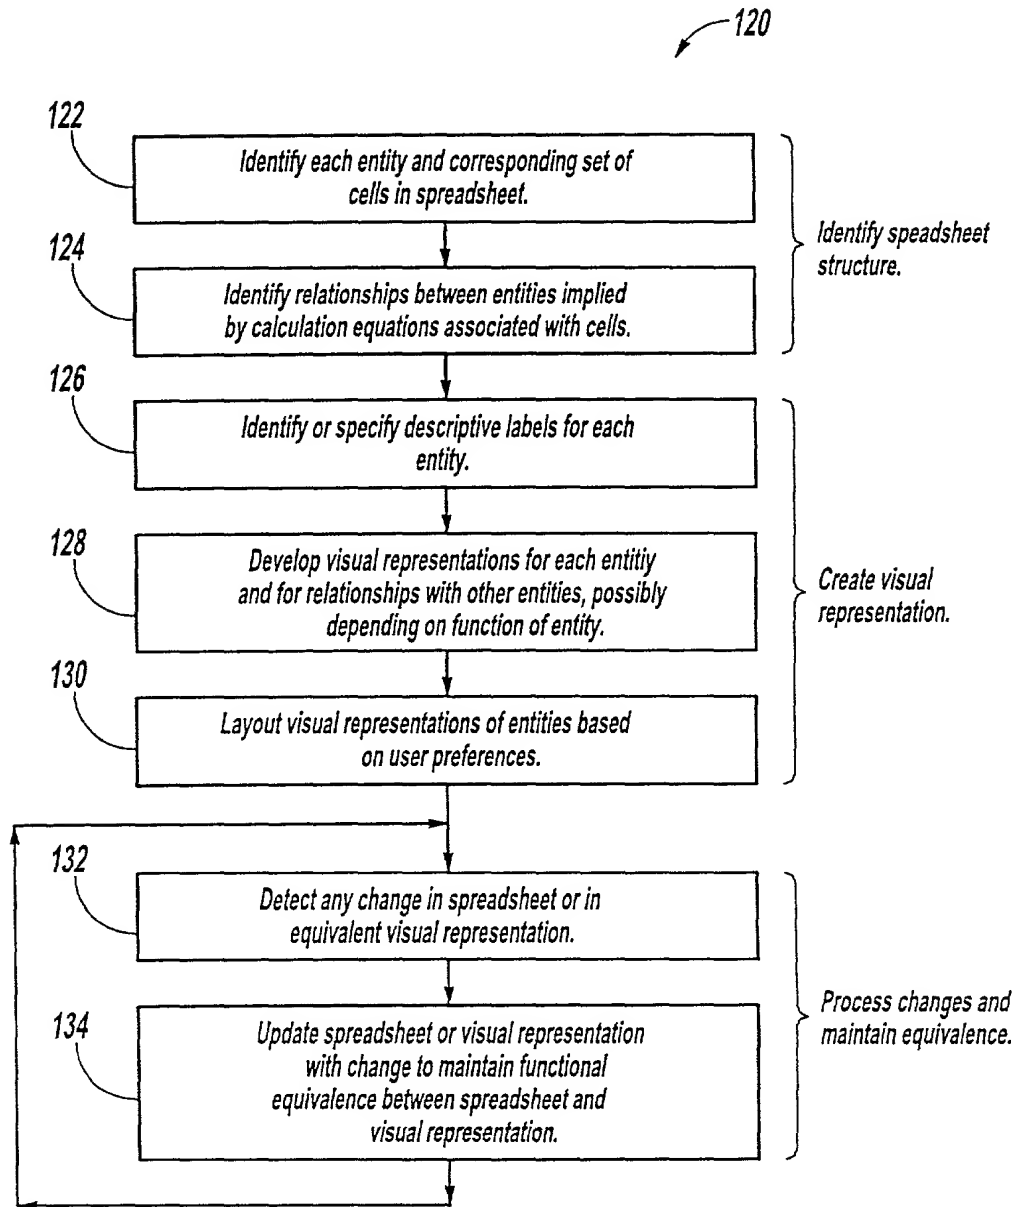 120
122
Identify each entity and corresponding set of
cells in spreadsheet.
Identify speadsheet
structure.
124
Identify relationships between entities implied
by calculation equations associated with cells.
126
Identify or specify descriptive labels for each
entity.
128
Develop visual representations for each entitiy
and for relationships with other entities, possibly
depending on function of entity.
Create visual
representation.
130
Layout visual representations of entities based
on user preferences.
132
Detect any change in spreadsheet or in
equivalent visual representation.
134
Update spreadsheet or visual representation
with change to maintain functional
equivalence between spreadsheet and
visual representation.
Process changes and
maintain equivalence.